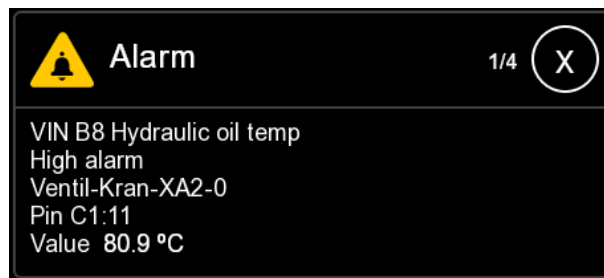 Alarm
1/4
X
VIN B8 Hydraulic oil temp
High alarm
Ventil-Kran-XA2-0
Pin C1:11
Value 80.9 ºC